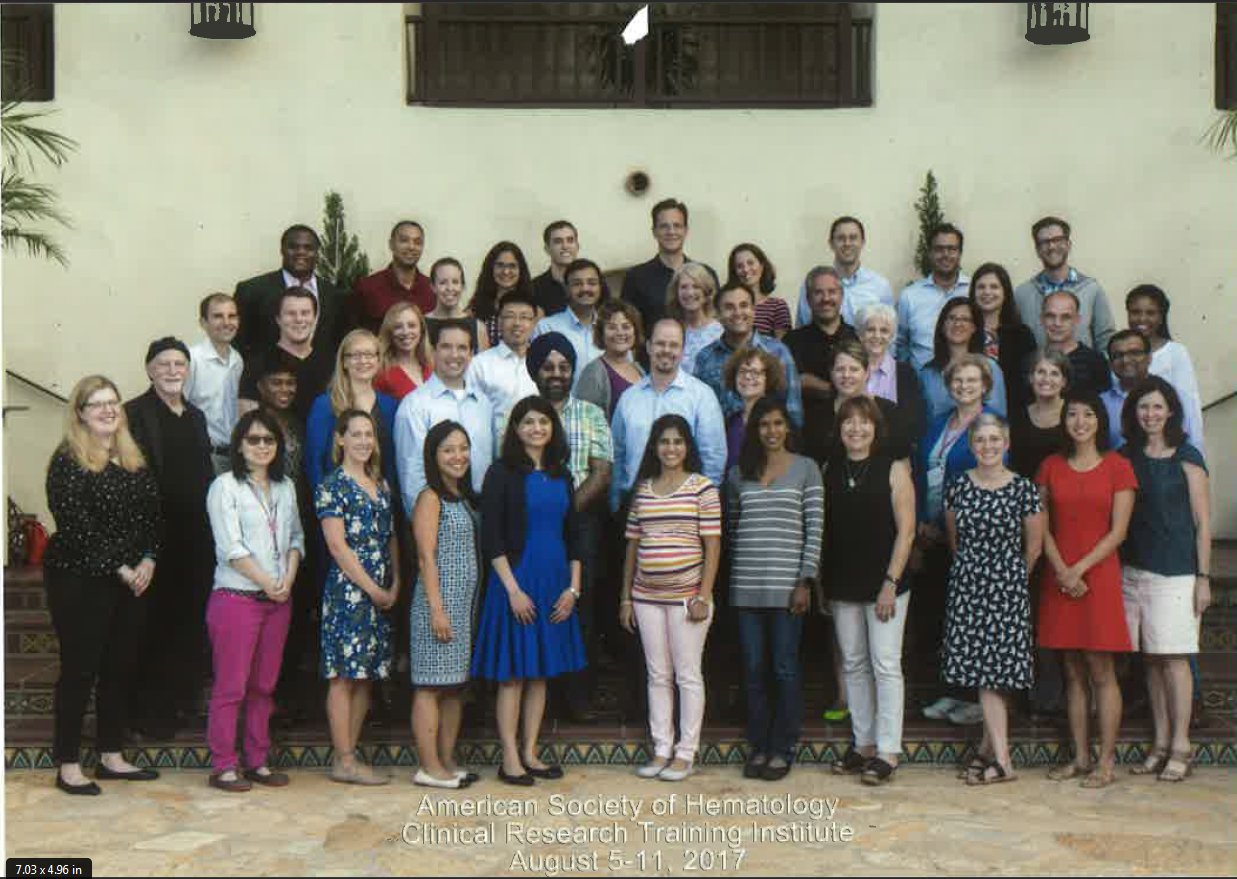 American Society of Hematology
Clinical Research Training Institute
August 5-11, 2017
7.03 x 4.96 in